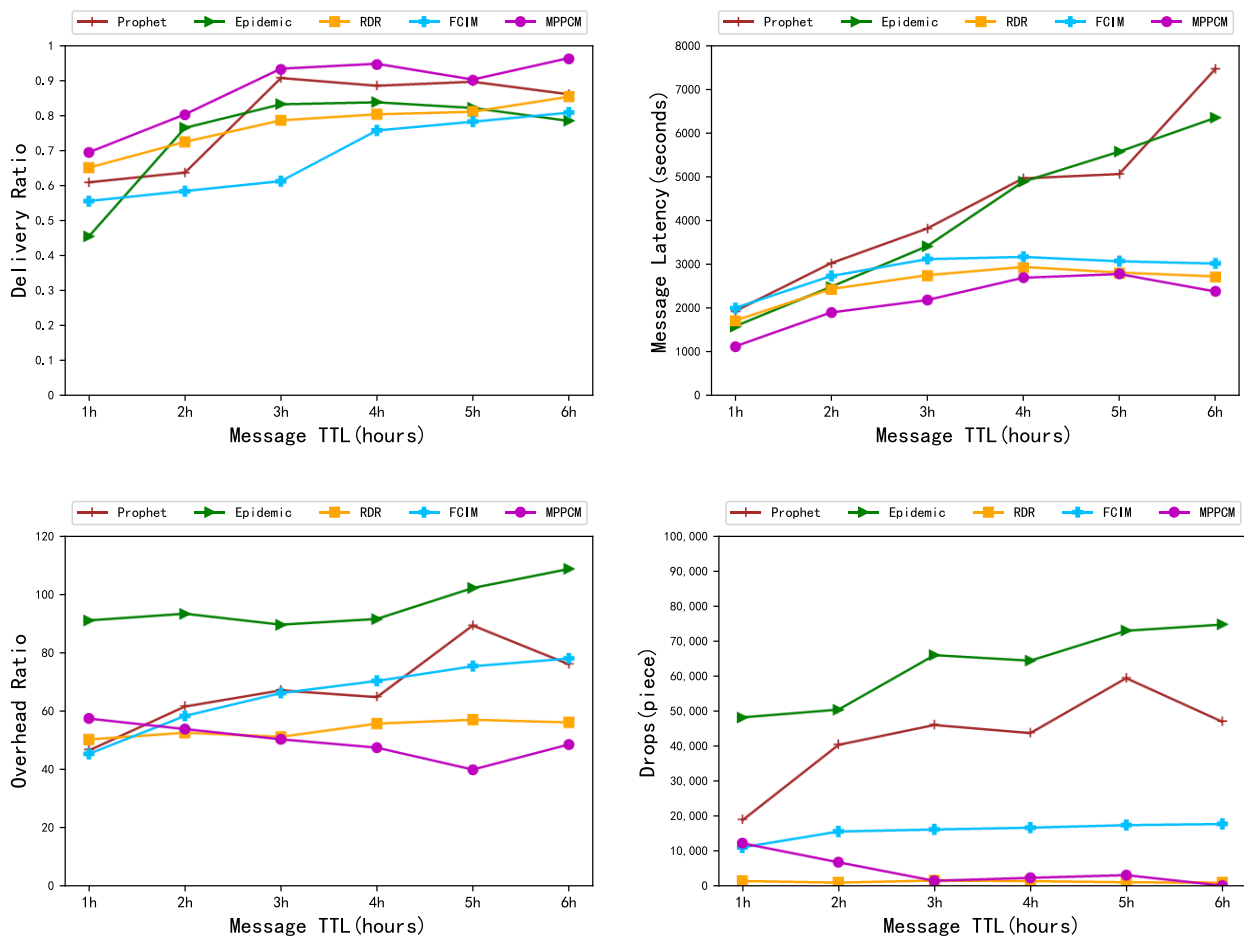 Prophet Epidemic RDR FCIM MPPCM
1
0.9
0.8
0.7
0.6
0.5
0.4
0.3
0.2
0.1
0
Delivery Ratio
1h 2h 3h 4h 5h 6h
Message TTL(hours)
Prophet Epidemic RDR FCIM MPPCM
8000
7000
6000
5000
4000
3000
2000
1000
0
Message Latency(seconds)
1h 2h 3h 4h 5h 6h
Message TTL(hours)
Prophet Epidemic RDR FCIM MPPCM
120
100
80
60
40
20
0
Overhead Ratio
1h 2h 3h 4h 5h 6h
Message TTL(hours)
Prophet Epidemic RDR FCIM MPPCM
100,000
90,000
80,000
70,000
60,000
50,000
40,000
30,000
20,000
10,000
0
Drops(piece)
1h 2h 3h 4h 5h 6h
Message TTL(hours)